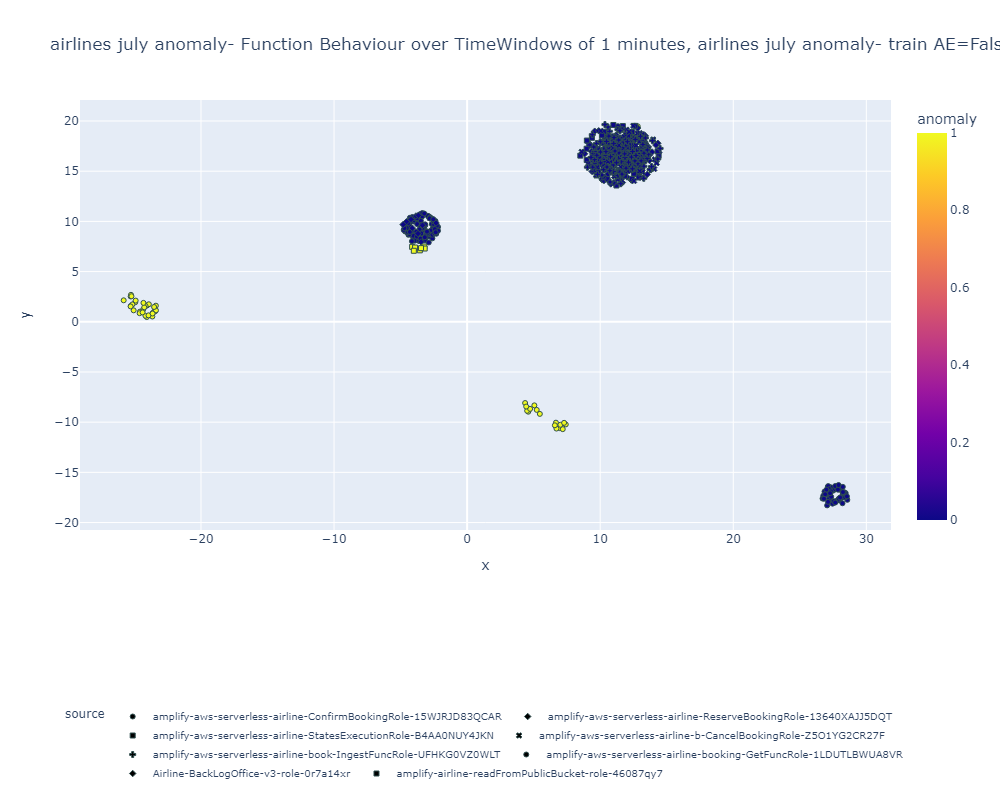 airlines july anomaly- Function Behaviour over TimeWindows of 1 minutes, airlines july anomaly- train AE=Fals
anomaly
20
15
10
5
0
−5
−10
−15
−20
y
−20 −10 0 10 20 30
x
1
0.8
0.6
0.4
0.2
0
source
amplify-aws-serverless-airline-ConfirmBookingRole-15WJRJD83QCAR amplify-aws-serverless-airline-ReserveBookingRole-13640XAJJ5DQT
amplify-aws-serverless-airline-StatesExecutionRole-B4AA0NUY4JKN amplify-aws-serverless-airline-b-CancelBookingRole-Z5O1YG2CR27F
amplify-aws-serverless-airline-book-IngestFuncRole-UFHKG0VZ0WLT amplify-aws-serverless-airline-booking-GetFuncRole-1LDUTLBWUA8VR
Airline-BackLogOffice-v3-role-0r7a14xr amplify-airline-readFromPublicBucket-role-46087qy7